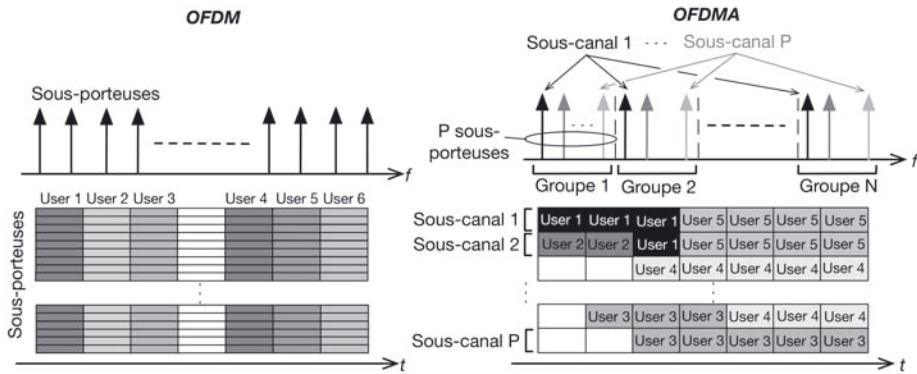 OFDM
Sous-porteuses
f
User 1 User 2 User 3 User 4 User 5 User 6
Sous-porteuses
t
OFDMA
Sous-canal 1 ···· Sous-canal P
P sous-
porteuses
f
Groupe 1 Groupe 2 Groupe N
Sous-canal 1 User 1 User 1 User 1 User 5 User 5 User 5 User 5
Sous-canal 2 User 2 User 2 User 1 User 5 User 5 User 5 User 5
User 4 User 4 User 4 User 4 User 4
User 3 User 3 User 3 User 4 User 4 User 4
Sous-canal P User 3 User 3 User 3 User 3 User 3
t